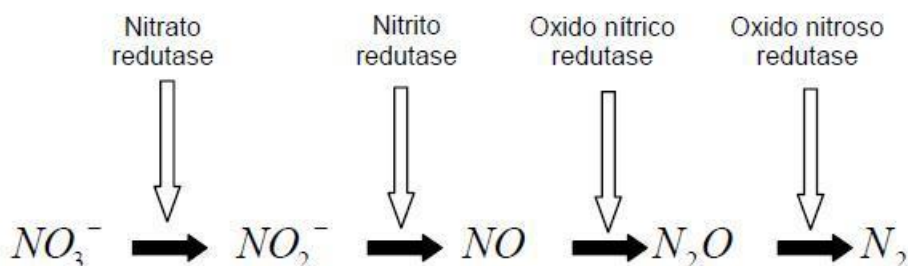 Nitrato Nitrito Oxido nítrico Oxido nitroso
redutase redutase redutase redutase
NO₃⁻ NO₂⁻ NO N₂O N₂